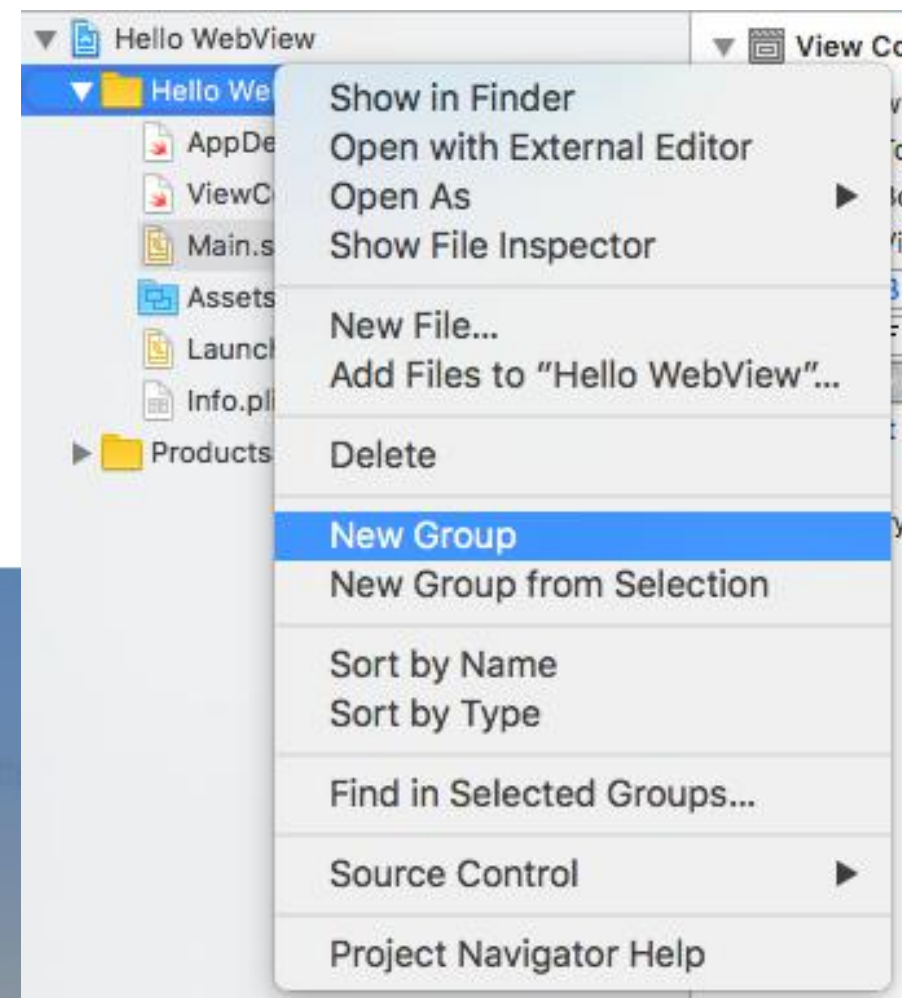 Hello WebView
View Co
Hello We
AppDe
ViewC
Main.s
Assets
Launch
Info.pli
Products
Show in Finder
Open with External Editor
Open As
Show File Inspector
New File...
Add Files to “Hello WebView”...
Delete
New Group
New Group from Selection
Sort by Name
Sort by Type
Find in Selected Groups...
Source Control
Project Navigator Help